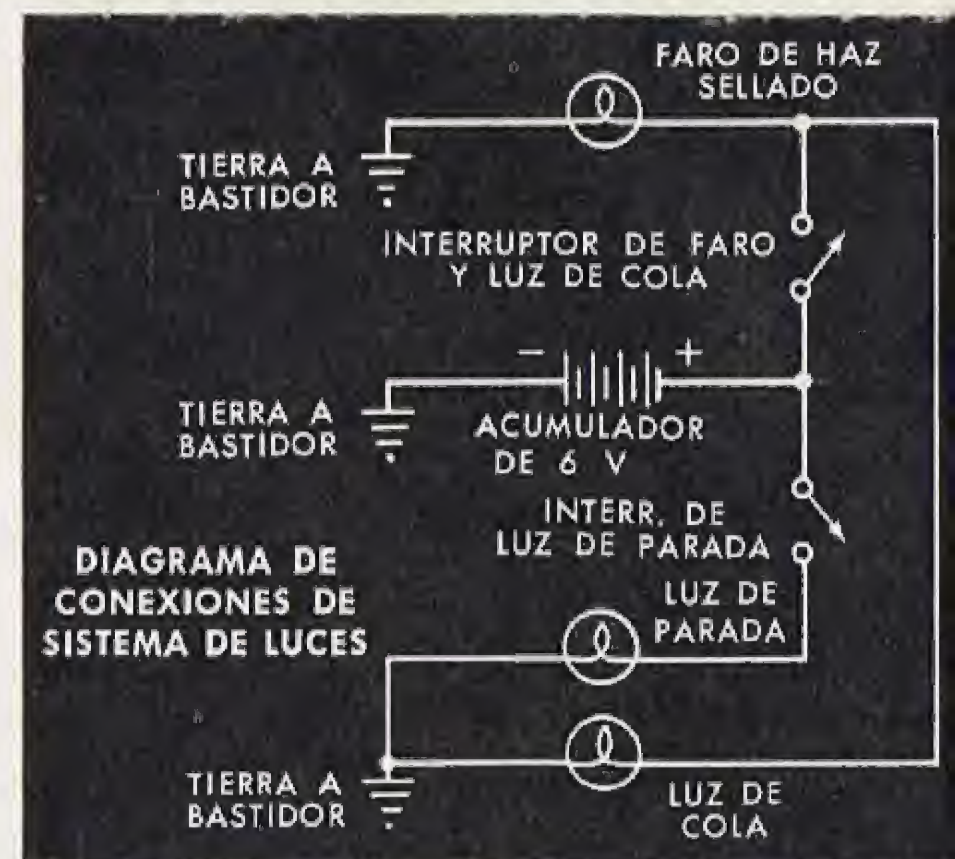 FARO DE HAZ
SELLADO
TIERRA A
BASTIDOR
INTERRUPTOR DE FARO
Y LUZ DE COLA
- +
TIERRA A
BASTIDOR
ACUMULADOR
DE 6 V
INTERR. DE
LUZ DE PARADA
DIAGRAMA DE
CONEXIONES DE
SISTEMA DE LUCES
LUZ DE
PARADA
TIERRA A
BASTIDOR
LUZ DE
COLA